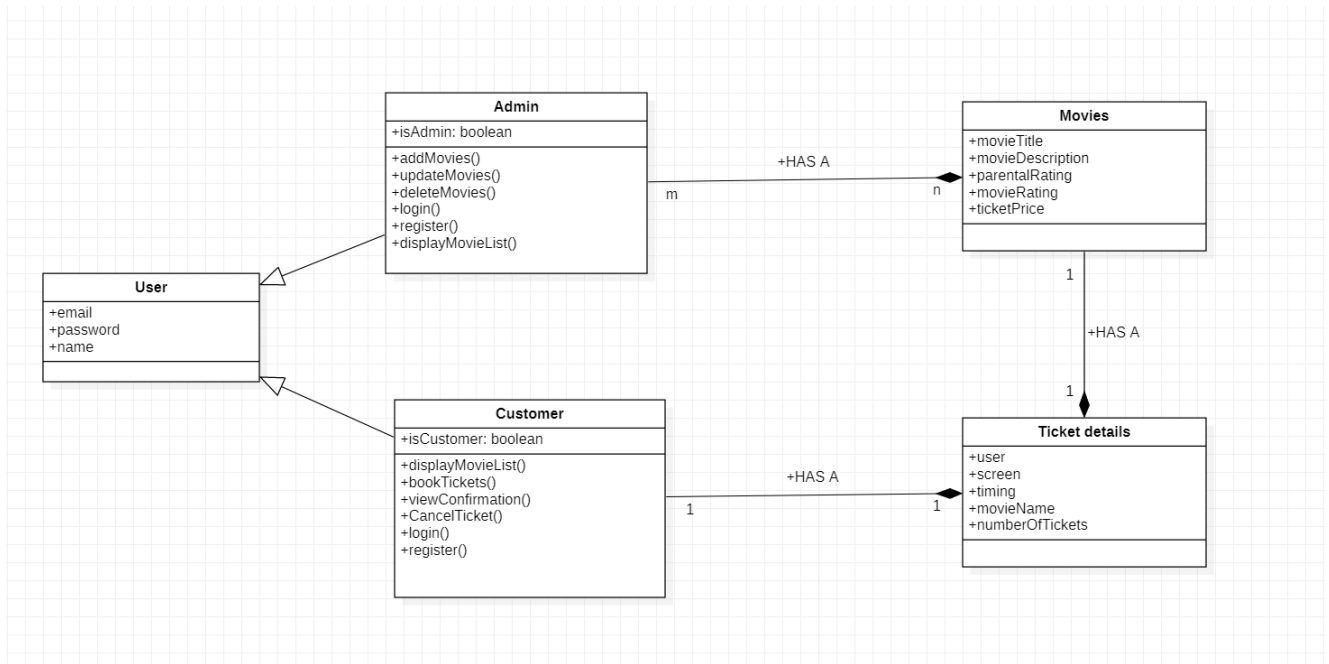 Admin
+isAdmin: boolean
+addMovies()
+updateMovies()
+deleteMovies()
+login()
+register()
+displayMovieList()
+HAS A
m
n
Movies
+movieTitle
+movieDescription
+parentalRating
+movieRating
+ticketPrice
User
+email
+password
+name
1
+HAS A
1
Customer
+isCustomer: boolean
+displayMovieList()
+bookTickets()
+viewConfirmation()
+CancelTicket()
+login()
+register()
+HAS A
1
1
Ticket details
+user
+screen
+timing
+movieName
+numberOfTickets